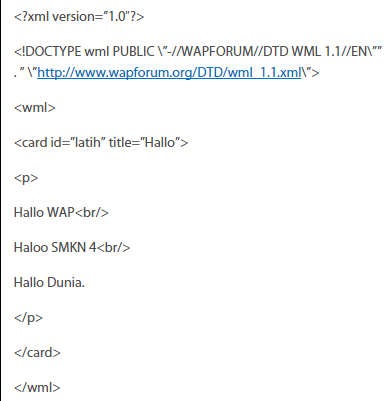 <?xml version=”1.0″?>
<!DOCTYPE wml PUBLIC \”-//WAPFORUM//DTD WML 1.1//EN\””
. ” \”http://www.wapforum.org/DTD/wml_1.1.xml\”>
<wml>
<card id=”latih” title=”Hallo”>
<p>
Hallo WAP<br/>
Haloo SMKN 4<br/>
Hallo Dunia.
</p>
</card>
</wml>